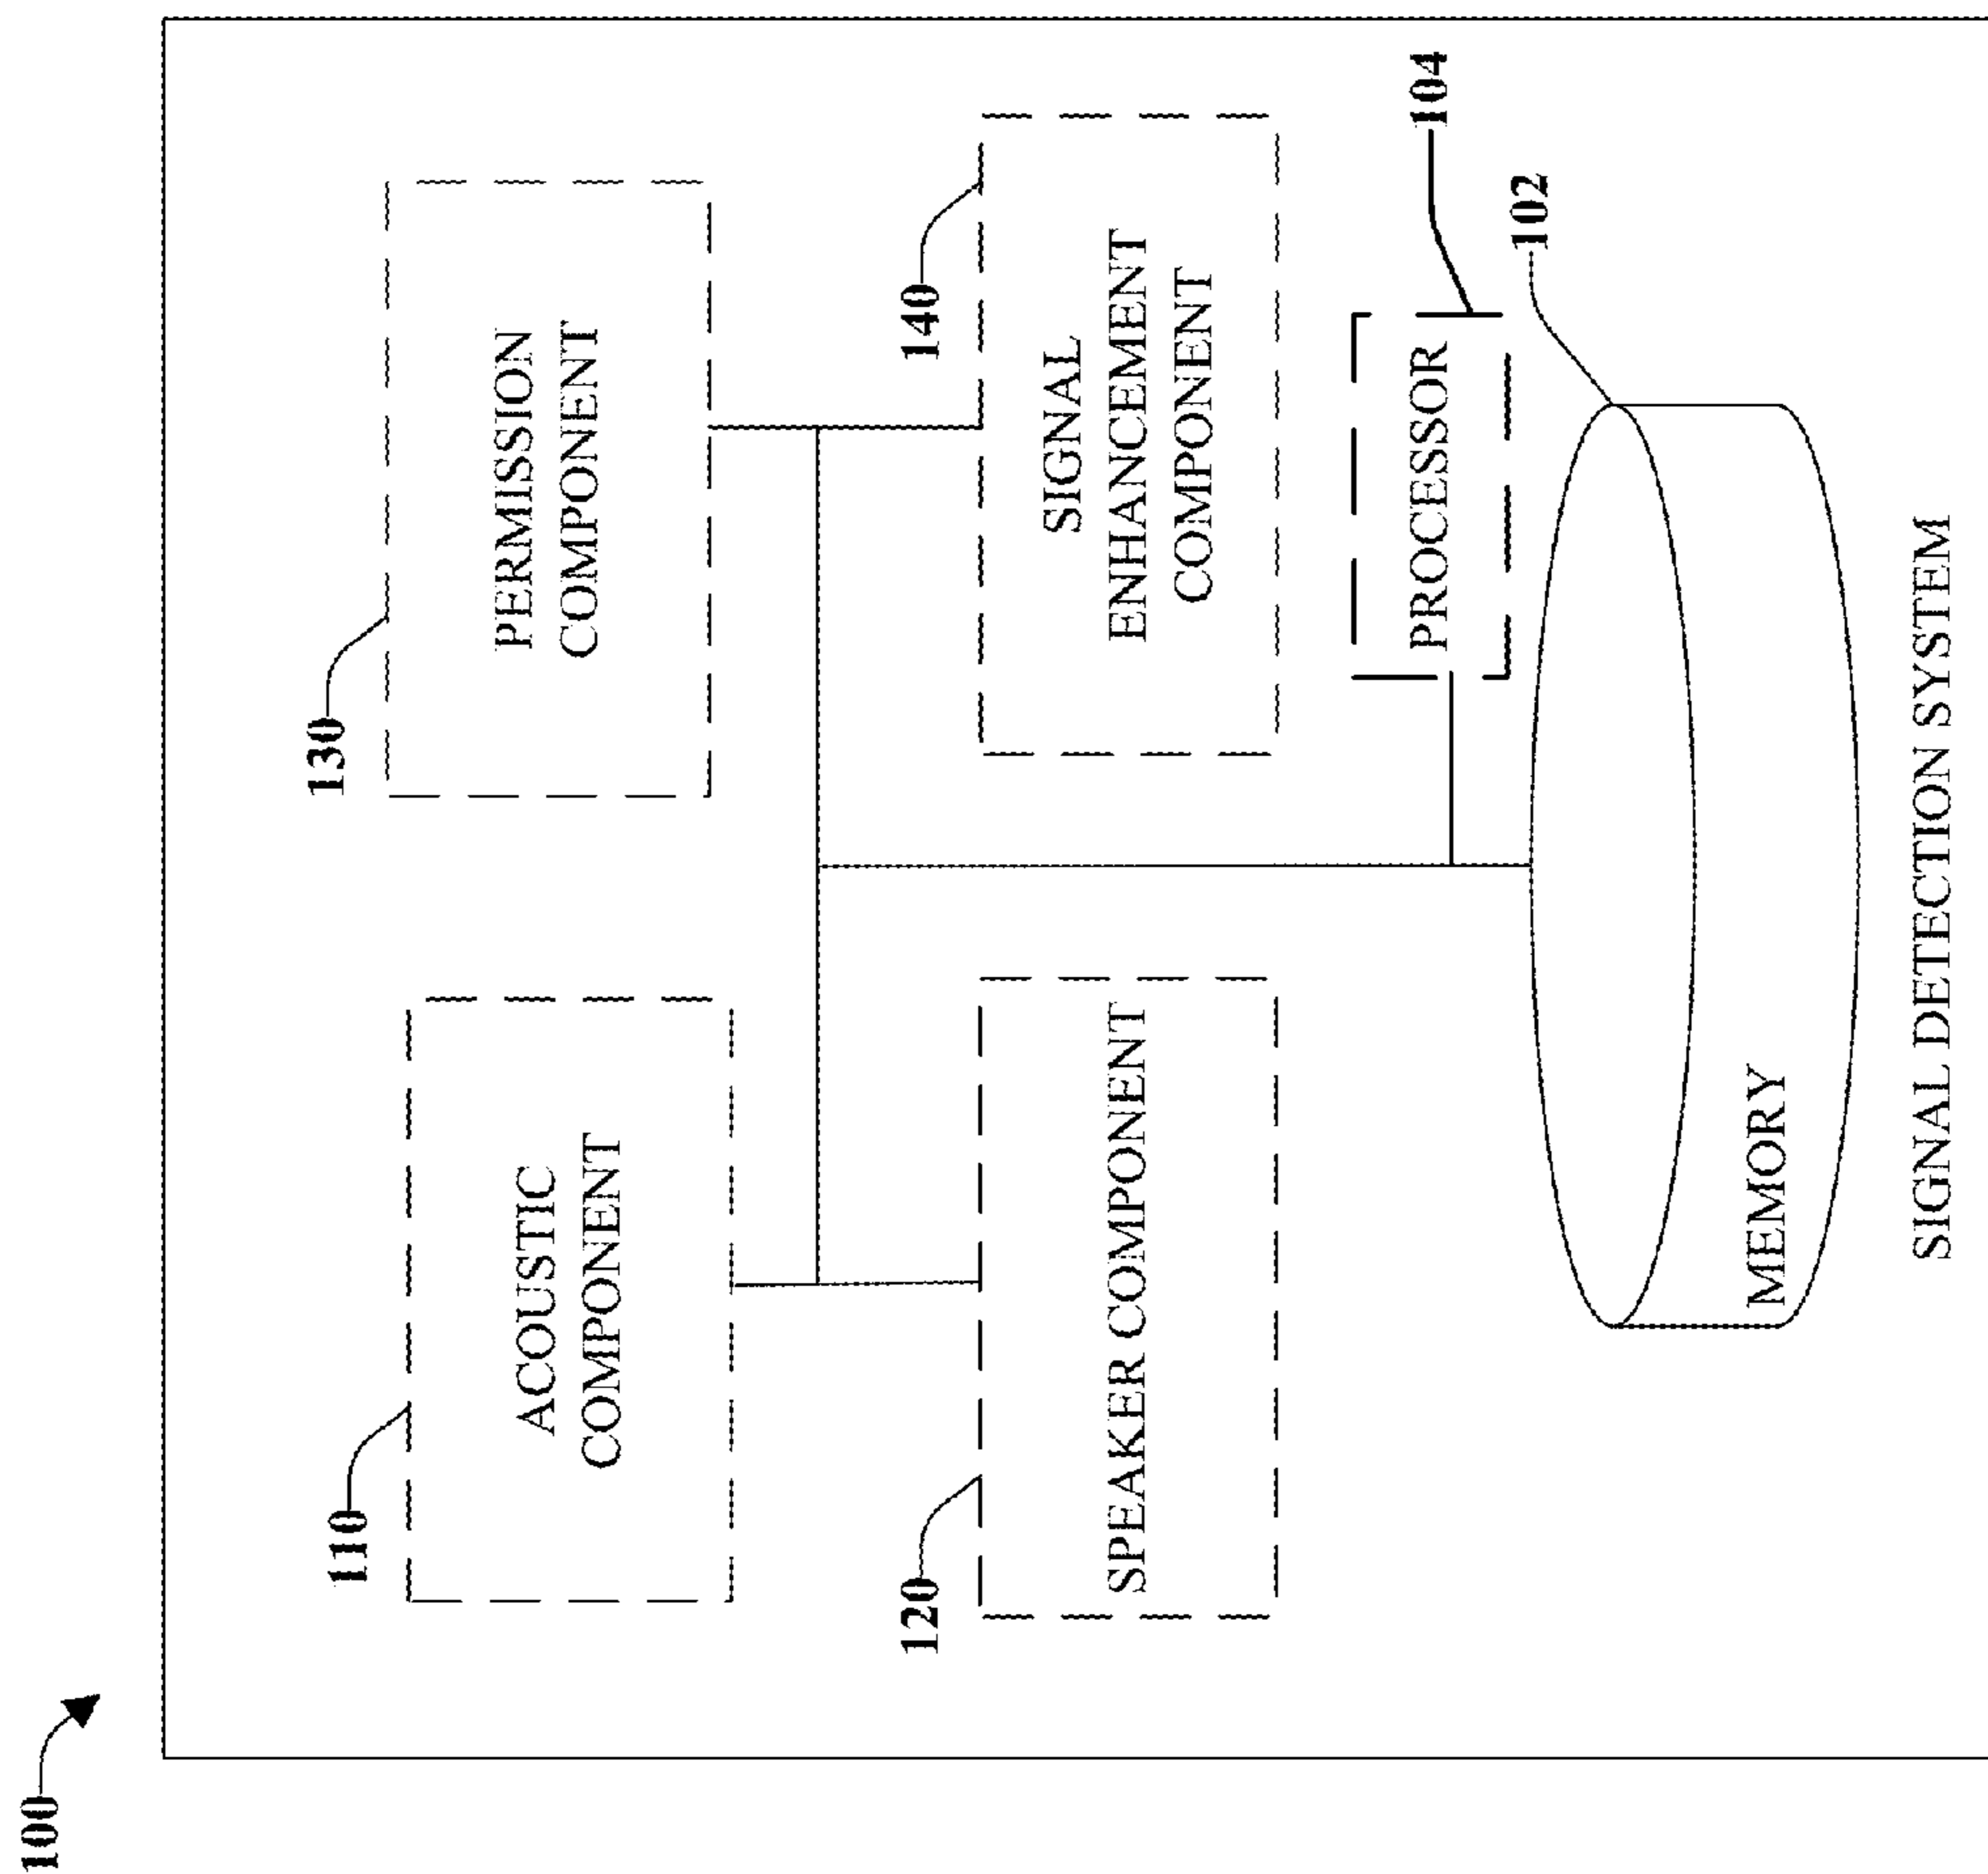 100
110
ACOUSTIC
COMPONENT
130
PERMISSION
COMPONENT
120
SPEAKER COMPONENT
140
SIGNAL
ENHANCEMENT
COMPONENT
PROCESSOR
104
102
MEMORY
SIGNAL DETECTION SYSTEM